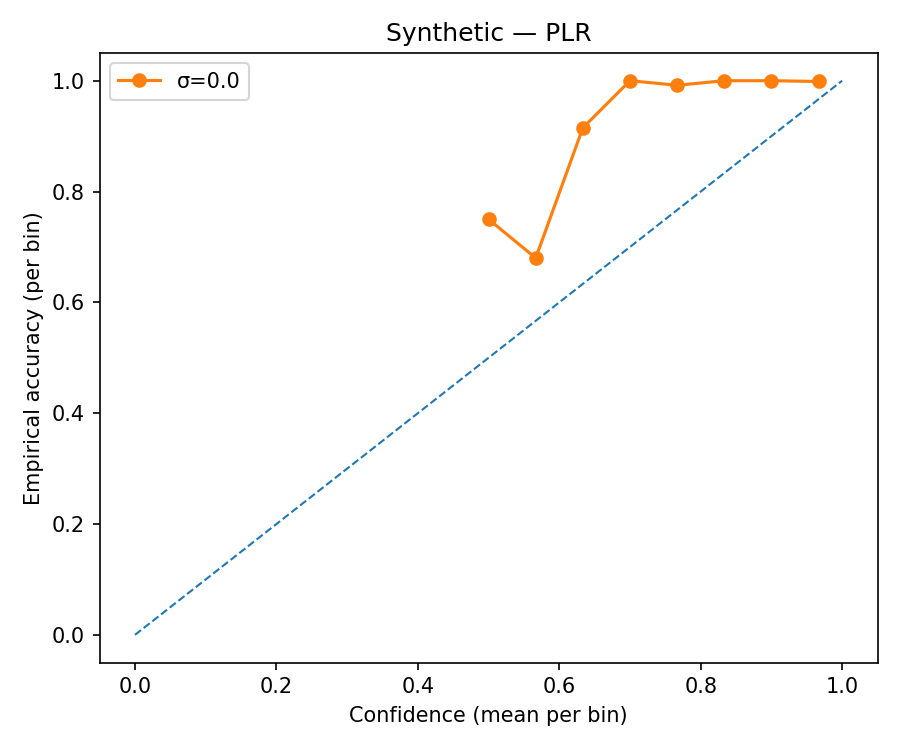 Synthetic — PLR
σ=0.0
1.0
0.8
0.6
0.4
0.2
0.0
Empirical accuracy (per bin)
0.0 0.2 0.4 0.6 0.8 1.0
Confidence (mean per bin)